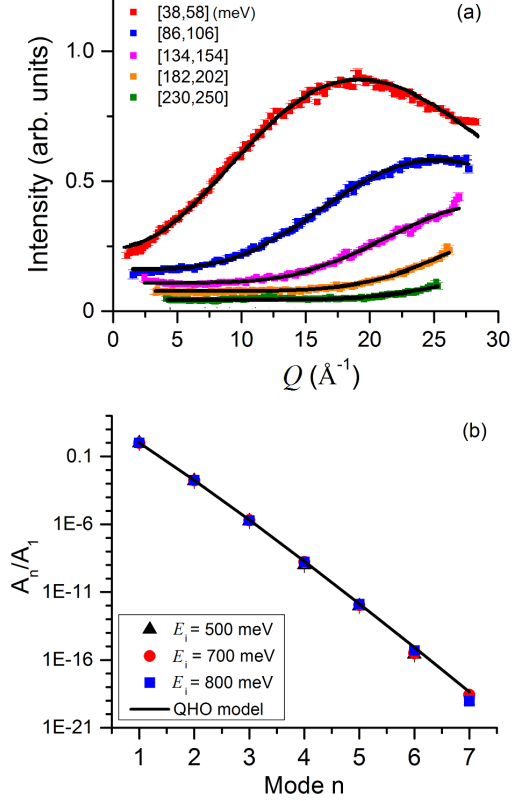 (a)
[38,58] (meV)
[86,106]
[134,154]
[182,202]
[230,250]
Intensity (arb. units)
1.0
0.5
0
0 5 10 15 20 25 30
Q (Å⁻¹)
(b)
Aₙ/A₁
0.1
1E-6
1E-11
1E-16
1E-21
Eᵢ = 500 meV
Eᵢ = 700 meV
Eᵢ = 800 meV
QHO model
1 2 3 4 5 6 7
Mode n